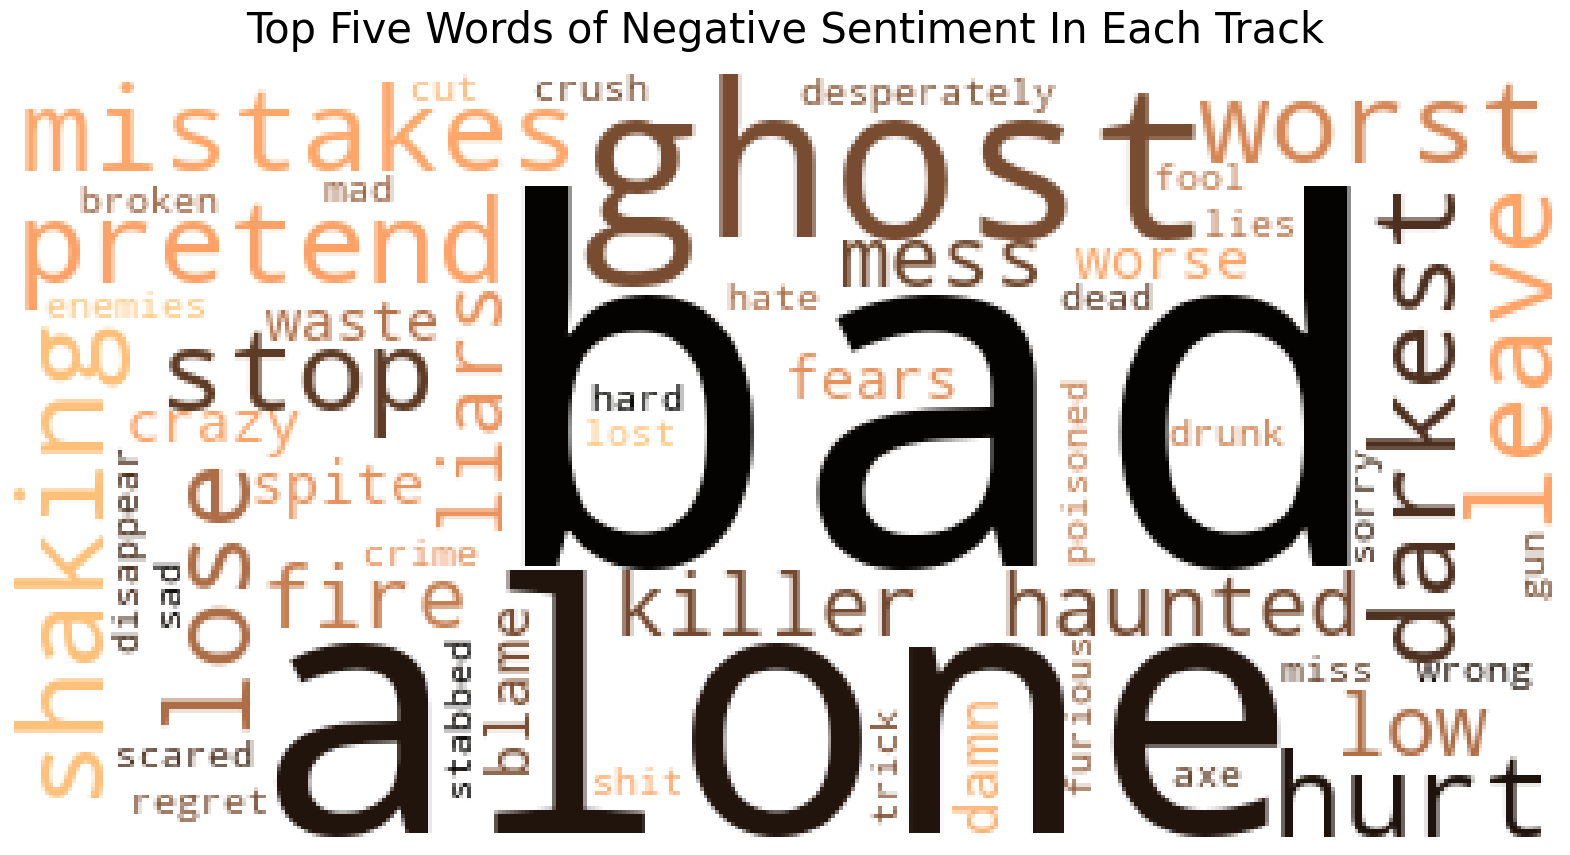 Top Five Words of Negative Sentiment In Each Track
mistakes
cut
crush
ghost
desperately
worst
broken
mad
fool
pretend
lies
mess
worse
darkest
leave
enemies
waste
liars
hate
dead
bad
shaking
stop
hard
fears
crazy
lost
poisoned
drunk
disappear
lose
spite
sorry
gun
sad
crime
fire
killer
haunted
alone
blame
stabbed
furious
miss
wrong
scared
low
regret
shit
trick
damn
axe
hurt